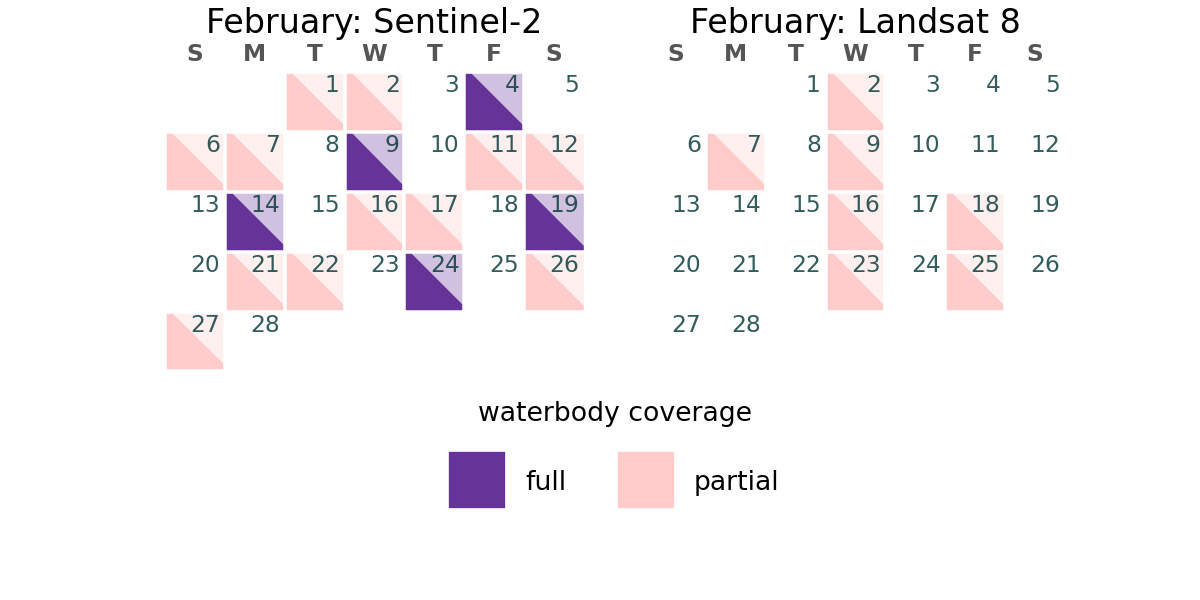 February: Sentinel-2
S M T W T F S
1 2 3 4 5
6 7 8 9 10 11 12
13 14 15 16 17 18 19
20 21 22 23 24 25 26
27 28
February: Landsat 8
S M T W T F S
1 2 3 4 5
6 7 8 9 10 11 12
13 14 15 16 17 18 19
20 21 22 23 24 25 26
27 28
waterbody coverage
full partial